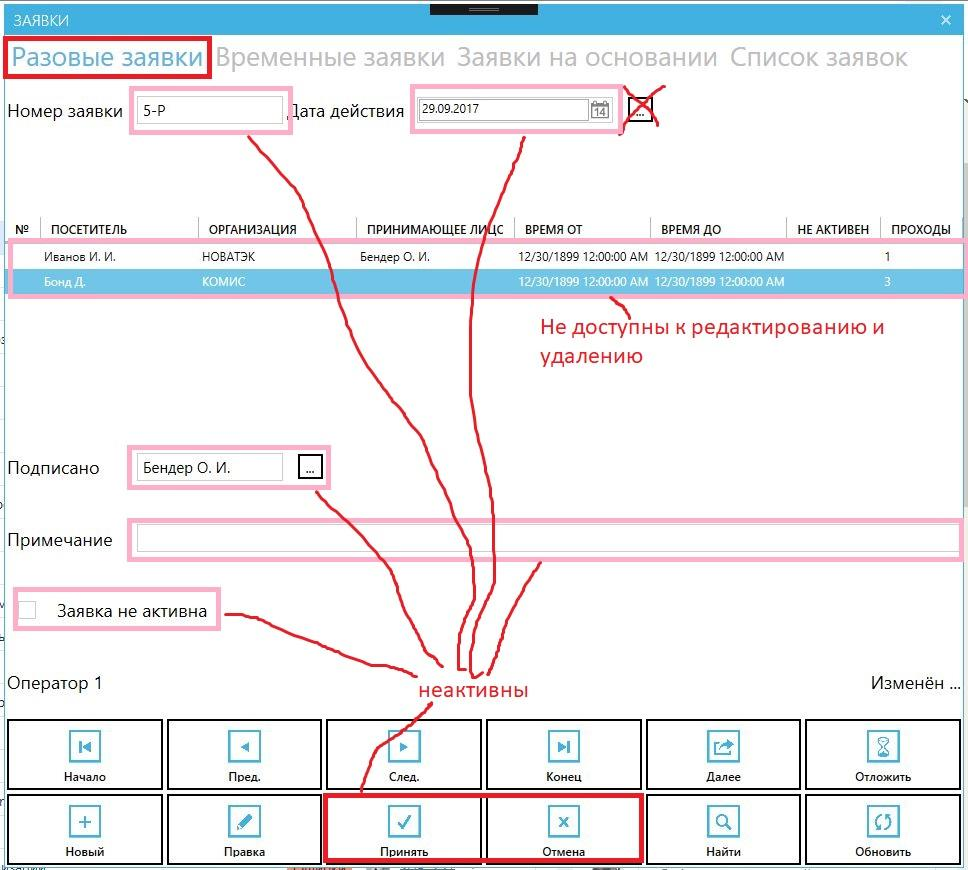 ЗАЯВКИ
Разовые заявки Временные заявки Заявки на основании Список заявок
Номер заявки 5-Р Дата действия 29.09.2017 14 ...
№ ПОСЕТИТЕЛЬ ОРГАНИЗАЦИЯ ПРИНИМАЮЩЕЕ ЛИЦО ВРЕМЯ ОТ ВРЕМЯ ДО НЕ АКТИВЕН ПРОХОДЫ
Иванов И. И. НОВАТЭК Бендер О. И. 12/30/1899 12:00:00 AM 12/30/1899 12:00:00 AM 1
Бонд Д. КОМИС 12/30/1899 12:00:00 AM 12/30/1899 12:00:00 AM 3
Не доступны к редактированию и
удалению
Подписано Бендер О. И. ...
Примечание
Заявка не активна
неактивны
Оператор 1 Изменён ...
Начало Пред. След. Конец Далее Отложить
Новый Правка Принять Отмена Найти Обновить